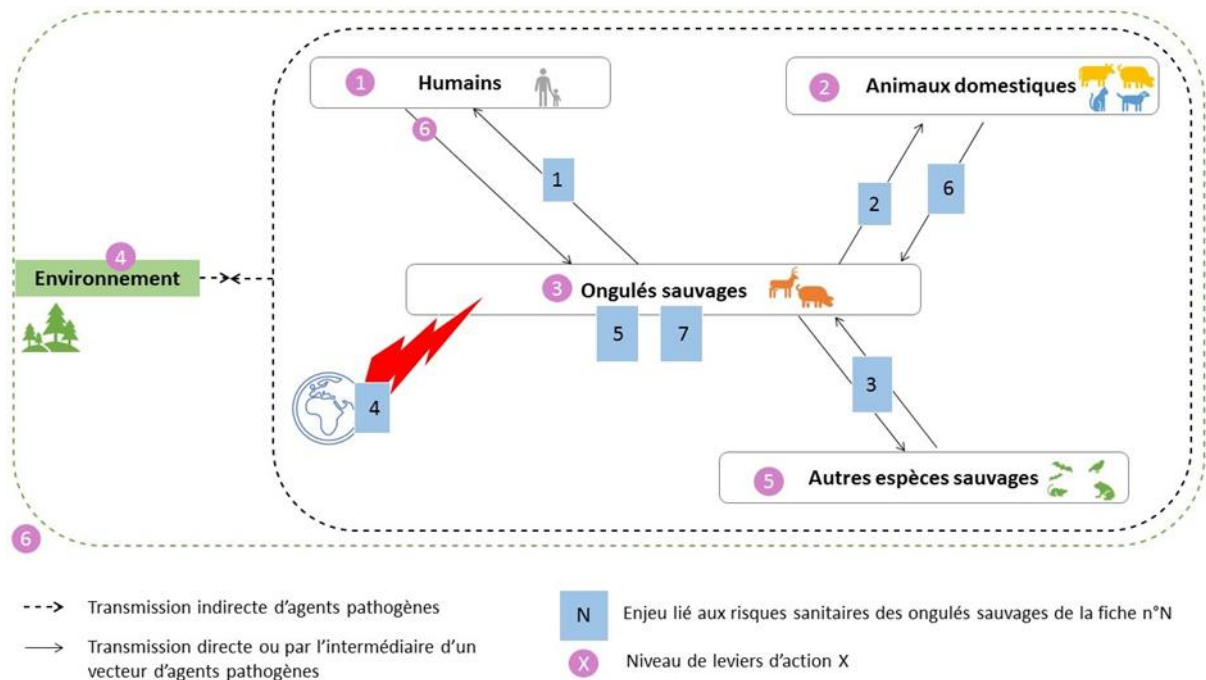 1 Humains
2 Animaux domestiques
6
1
2
6
4
Environnement
3 Ongulés sauvages
5
7
4
3
5 Autres espèces sauvages
6
Transmission indirecte d'agents pathogènes
Transmission directe ou par l'intermédiaire d'un
vecteur d'agents pathogènes
N Enjeu lié aux risques sanitaires des ongulés sauvages de la fiche n°N
X Niveau de leviers d'action X